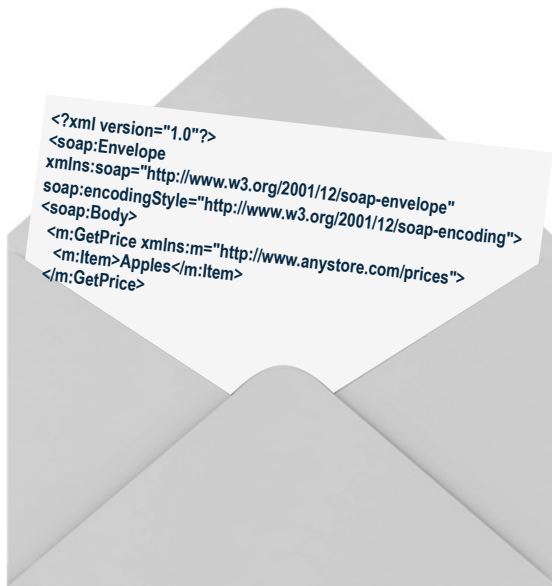 <?xml version="1.0"?>
<soap:Envelope
xmlns:soap="http://www.w3.org/2001/12/soap-envelope"
soap:encodingStyle="http://www.w3.org/2001/12/soap-encoding">
<soap:Body>
<m:GetPrice xmlns:m="http://www.anystore.com/prices">
<m:Item>Apples</m:Item>
</m:GetPrice>